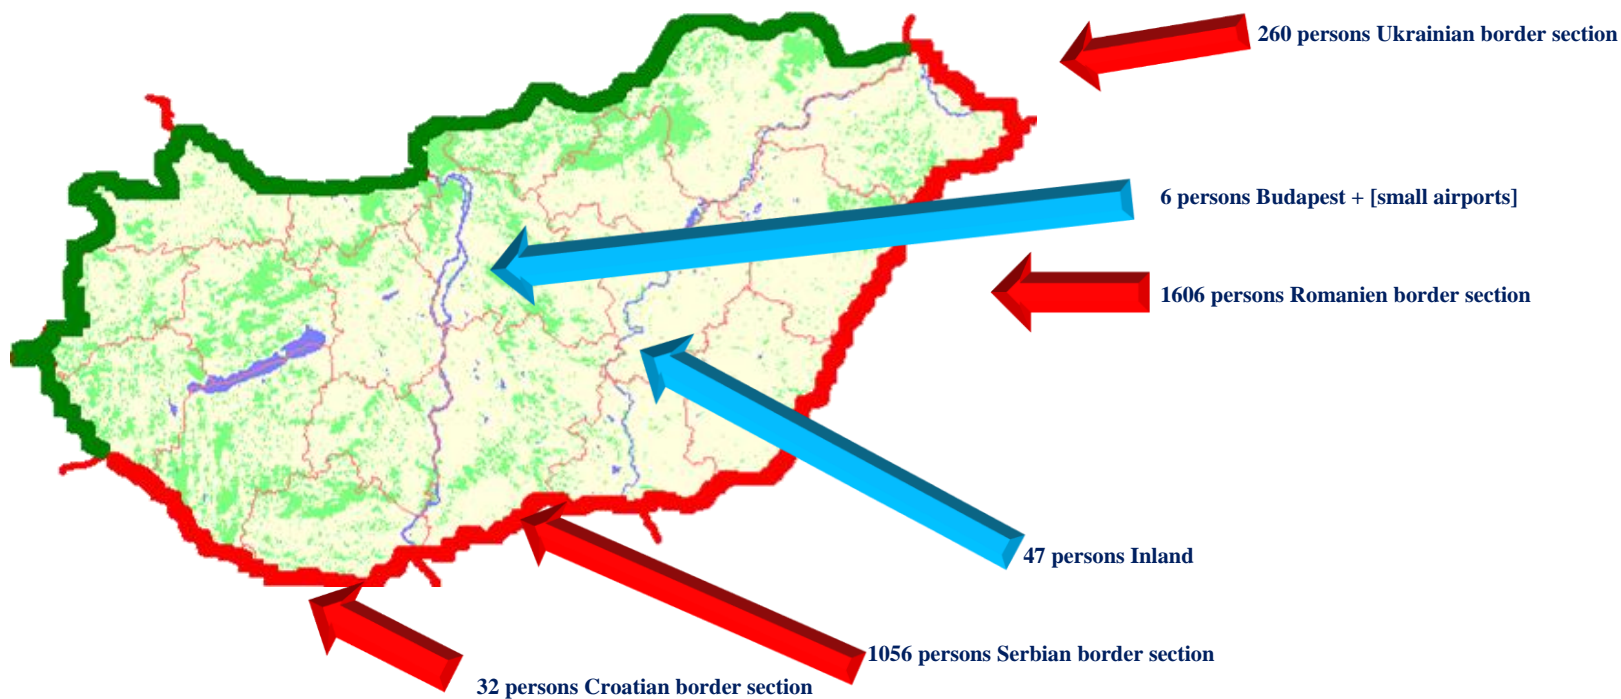 260 persons Ukrainian border section
6 persons Budapest + [small airports]
1606 persons Romanien border section
47 persons Inland
1056 persons Serbian border section
32 persons Croatian border section